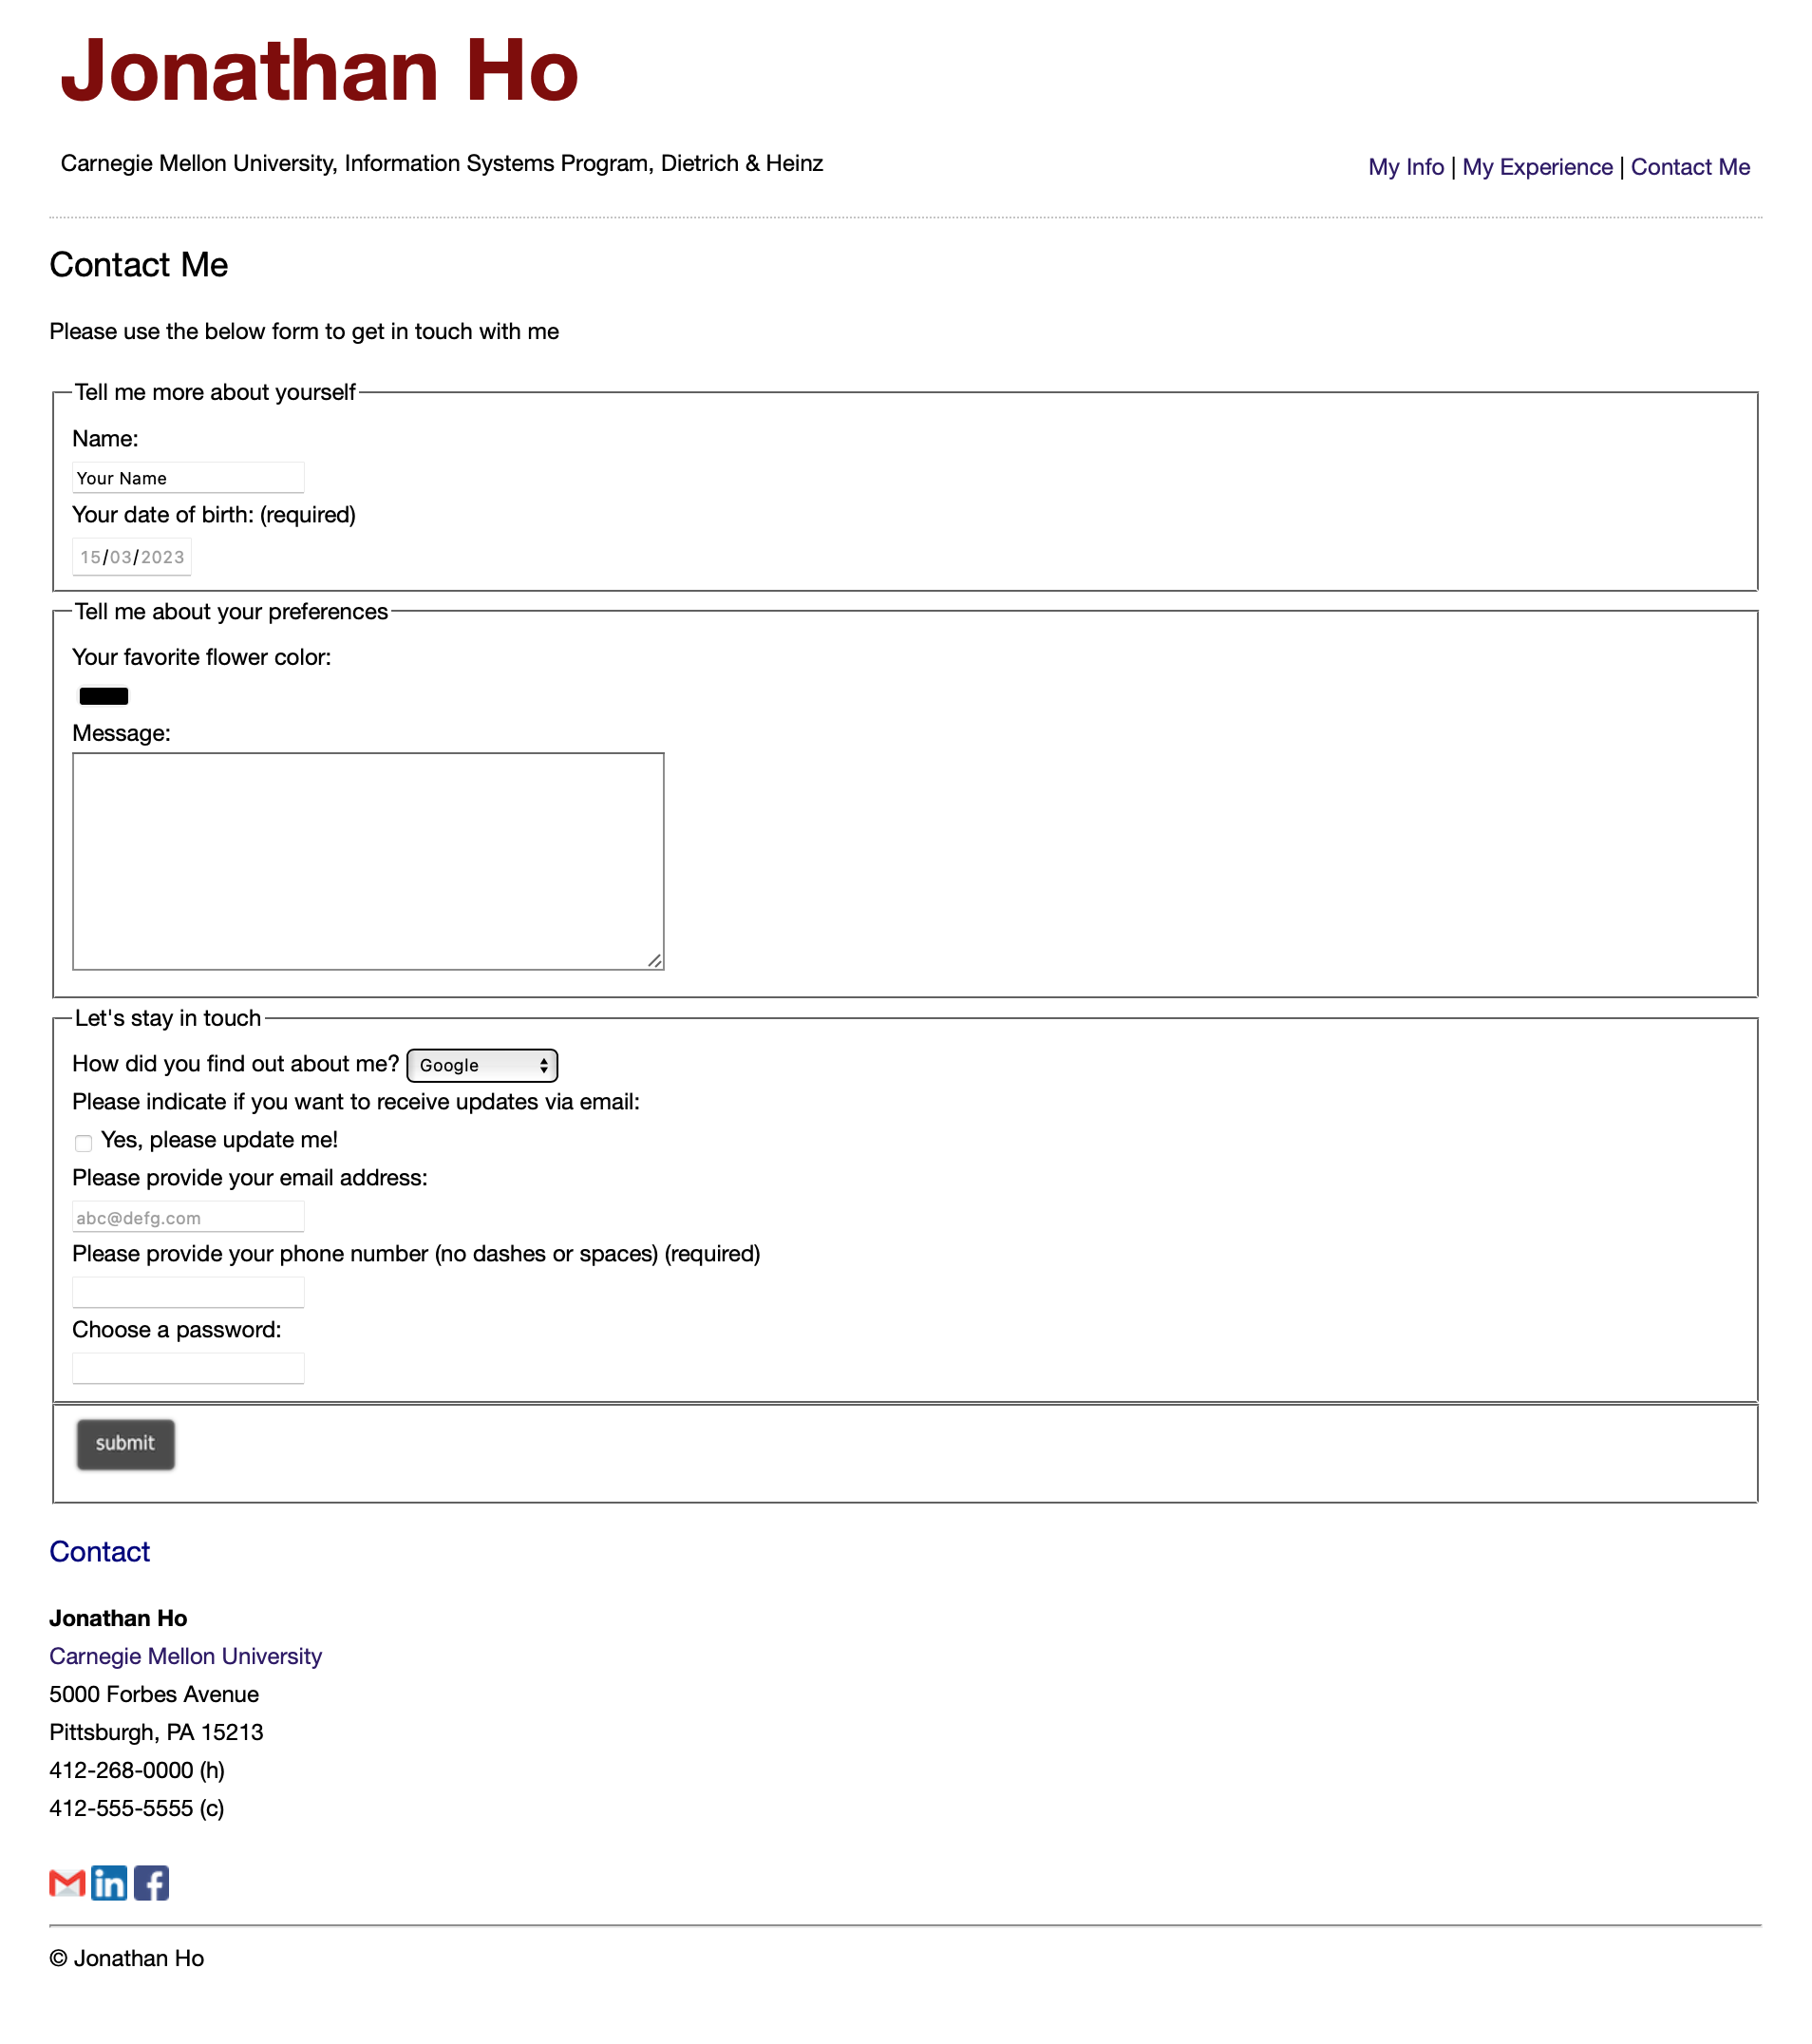 Jonathan Ho
Carnegie Mellon University, Information Systems Program, Dietrich & Heinz
My Info | My Experience | Contact Me
Contact Me
Please use the below form to get in touch with me
Tell me more about yourself
Name:
Your Name
Your date of birth: (required)
15/03/2023
Tell me about your preferences
Your favorite flower color:
Message:
Let's stay in touch
How did you find out about me? Google
Please indicate if you want to receive updates via email:
Yes, please update me!
Please provide your email address:
abc@defg.com
Please provide your phone number (no dashes or spaces) (required)
Choose a password:
submit
Contact
Jonathan Ho
Carnegie Mellon University
5000 Forbes Avenue
Pittsburgh, PA 15213
412-268-0000 (h)
412-555-5555 (c)
M in f
© Jonathan Ho